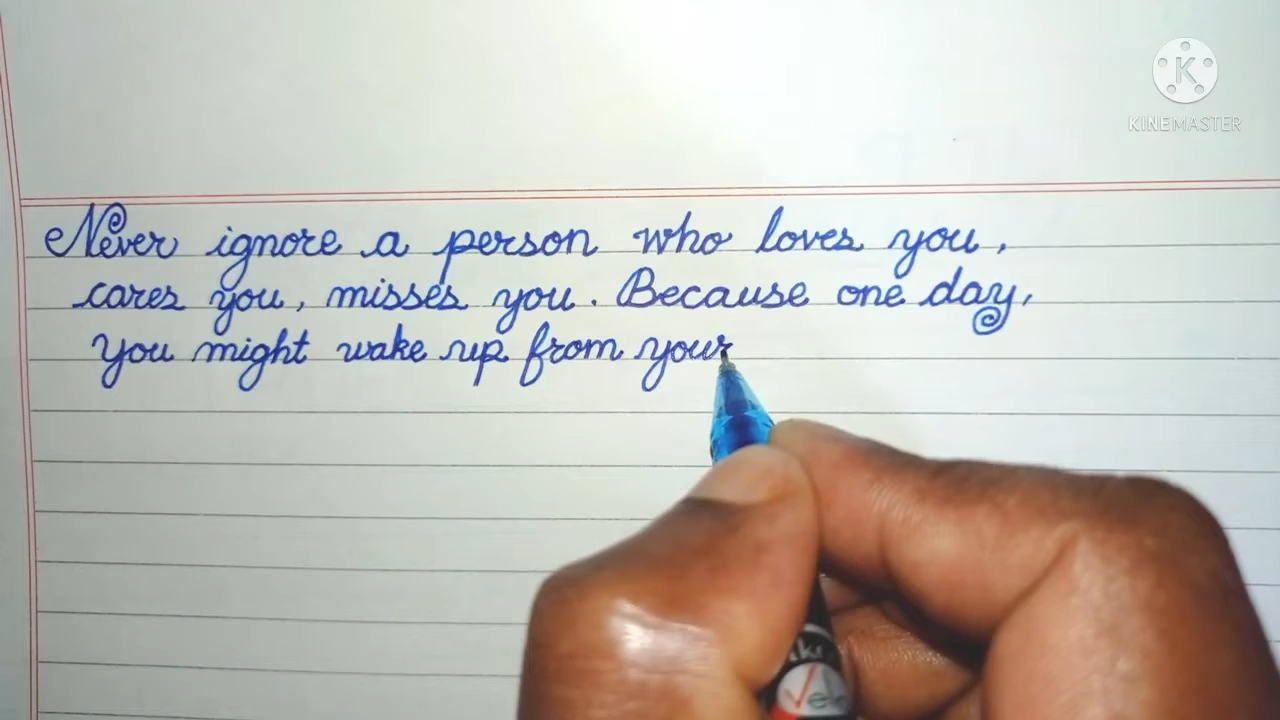 KINEMASTER
Never ignore a person who loves you,
cares you, misses you. Because one day,
you might wake up from your